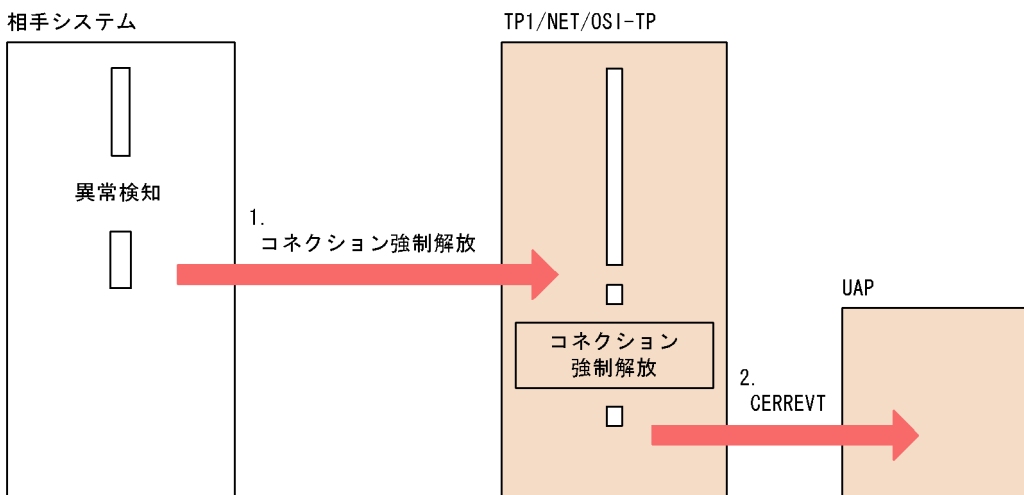 相手システム
TP1/NET/OSI-TP
異常検知
1.
コネクション強制解放
UAP
コネクション
強制解放
2.
CERREVT